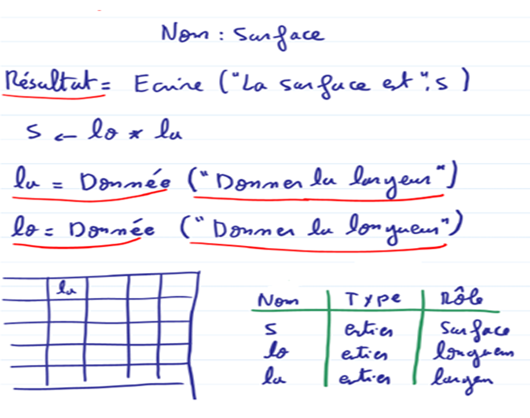 Nom : Surface
Résultat = Ecrire ("La surface est", s)
s ← lo * la
la = Donnée ("Donner la largeur")
lo = Donnée ("Donner la longueur")
la
Nom Type Rôle
s entier Surface
lo entier longueur
la entier largeur